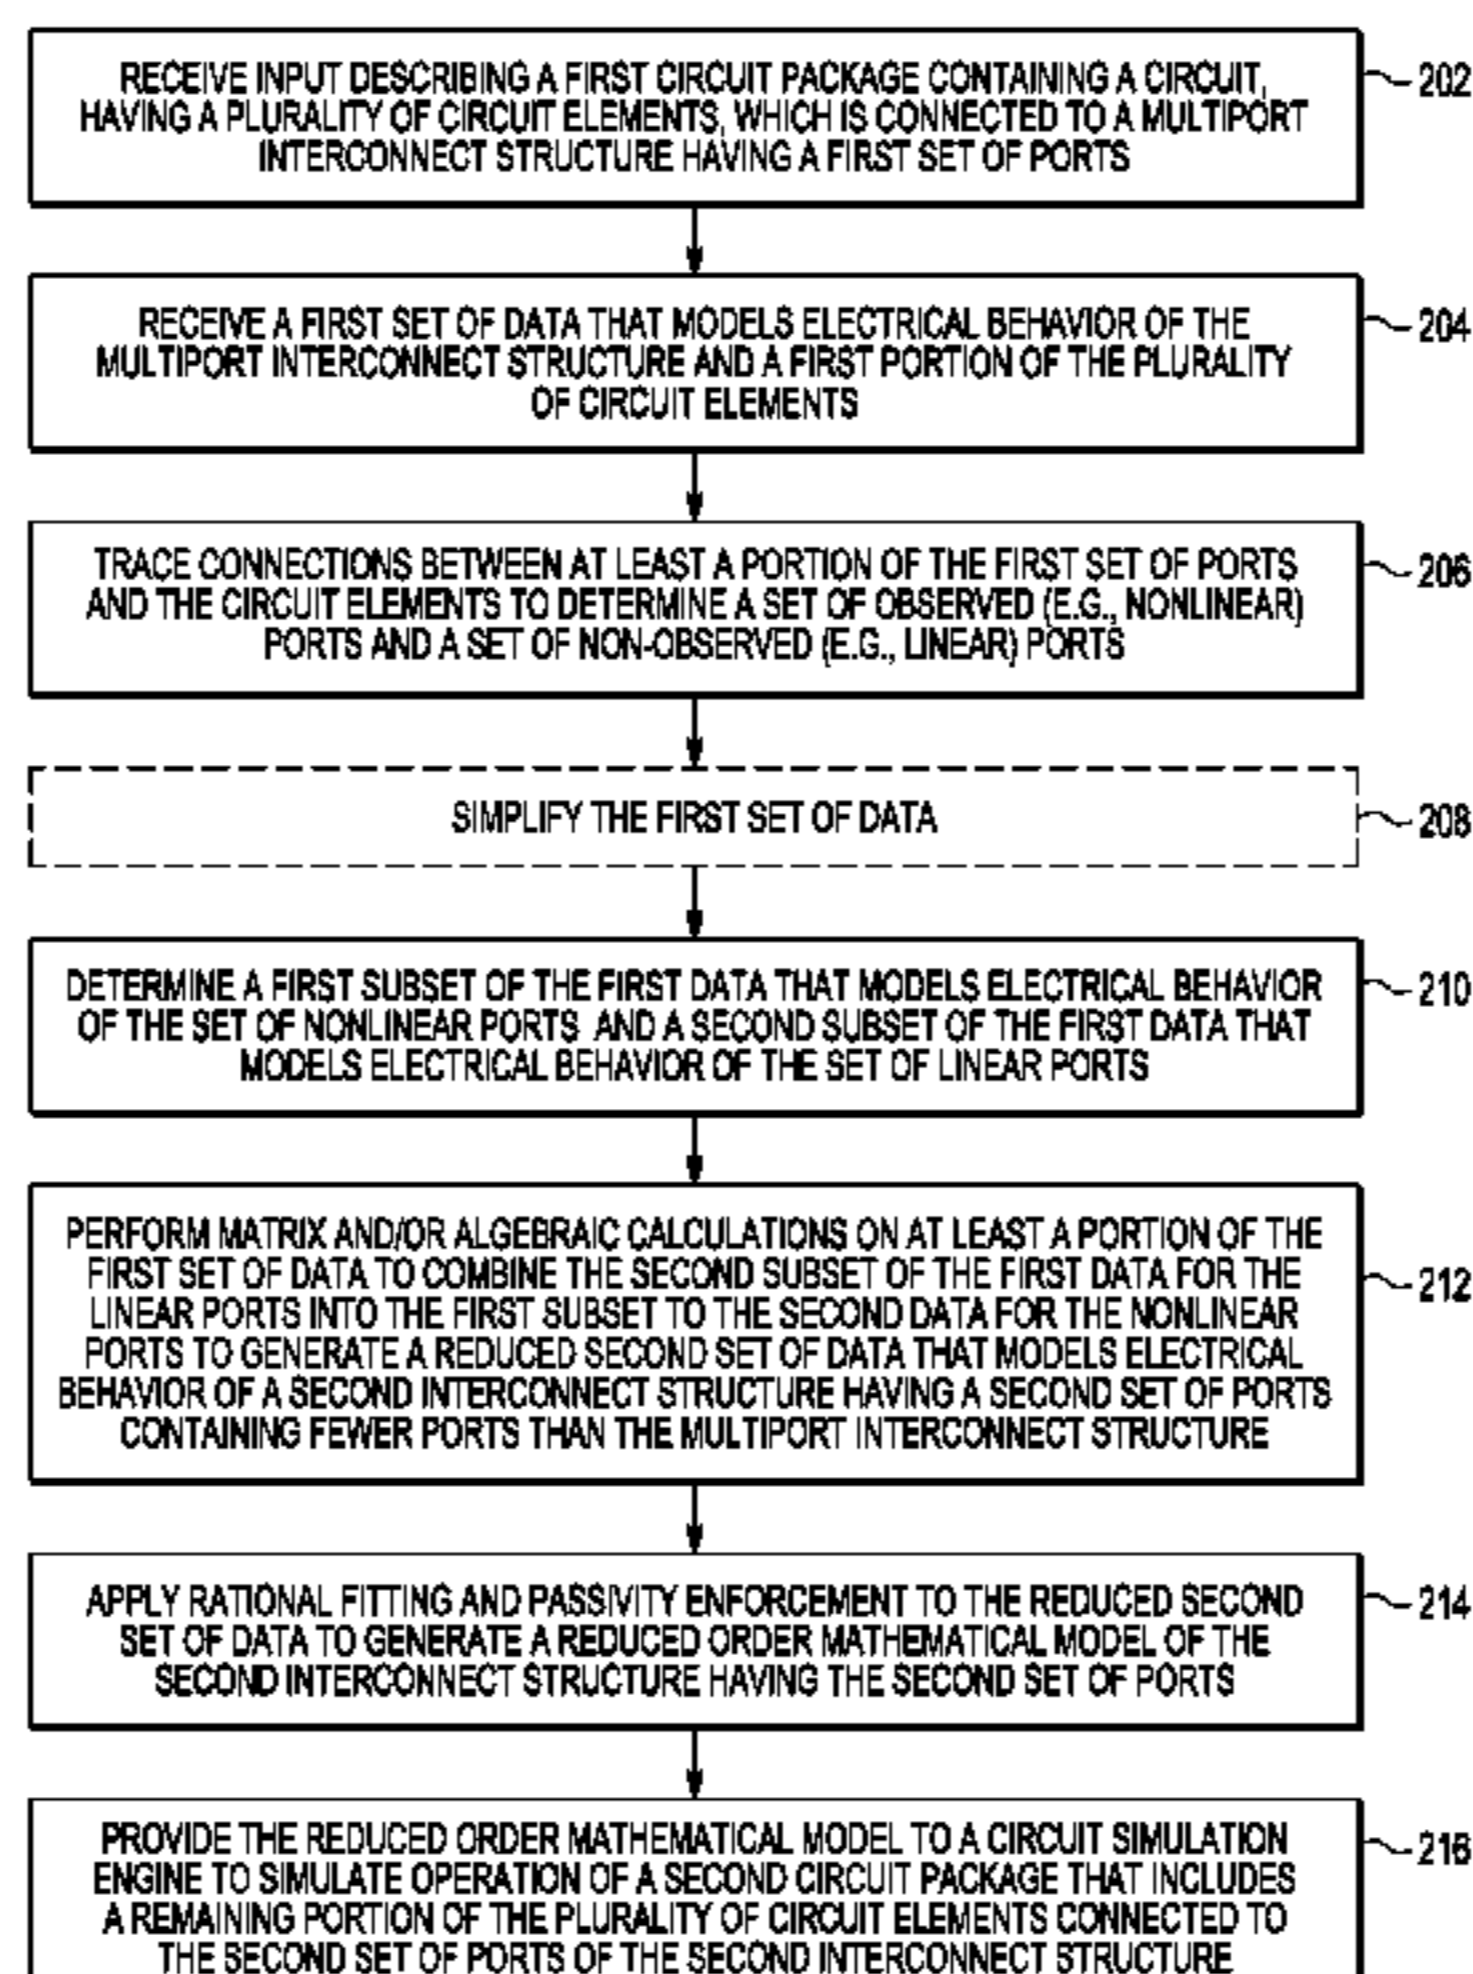 RECEIVE INPUT DESCRIBING A FIRST CIRCUIT PACKAGE CONTAINING A CIRCUIT,
HAVING A PLURALITY OF CIRCUIT ELEMENTS, WHICH IS CONNECTED TO A MULTIPORT
INTERCONNECT STRUCTURE HAVING A FIRST SET OF PORTS
202
RECEIVE A FIRST SET OF DATA THAT MODELS ELECTRICAL BEHAVIOR OF THE
MULTIPORT INTERCONNECT STRUCTURE AND A FIRST PORTION OF THE PLURALITY
OF CIRCUIT ELEMENTS
204
TRACE CONNECTIONS BETWEEN AT LEAST A PORTION OF THE FIRST SET OF PORTS
AND THE CIRCUIT ELEMENTS TO DETERMINE A SET OF OBSERVED (E.G., NONLINEAR)
PORTS AND A SET OF NON-OBSERVED (E.G., LINEAR) PORTS
206
SIMPLIFY THE FIRST SET OF DATA
208
DETERMINE A FIRST SUBSET OF THE FIRST DATA THAT MODELS ELECTRICAL BEHAVIOR
OF THE SET OF NONLINEAR PORTS AND A SECOND SUBSET OF THE FIRST DATA THAT
MODELS ELECTRICAL BEHAVIOR OF THE SET OF LINEAR PORTS
210
PERFORM MATRIX AND/OR ALGEBRAIC CALCULATIONS ON AT LEAST A PORTION OF THE
FIRST SET OF DATA TO COMBINE THE SECOND SUBSET OF THE FIRST DATA FOR THE
LINEAR PORTS INTO THE FIRST SUBSET TO THE SECOND DATA FOR THE NONLINEAR
PORTS TO GENERATE A REDUCED SECOND SET OF DATA THAT MODELS ELECTRICAL
BEHAVIOR OF A SECOND INTERCONNECT STRUCTURE HAVING A SECOND SET OF PORTS
CONTAINING FEWER PORTS THAN THE MULTIPORT INTERCONNECT STRUCTURE
212
APPLY RATIONAL FITTING AND PASSIVITY ENFORCEMENT TO THE REDUCED SECOND
SET OF DATA TO GENERATE A REDUCED ORDER MATHEMATICAL MODEL OF THE
SECOND INTERCONNECT STRUCTURE HAVING THE SECOND SET OF PORTS
214
PROVIDE THE REDUCED ORDER MATHEMATICAL MODEL TO A CIRCUIT SIMULATION
ENGINE TO SIMULATE OPERATION OF A SECOND CIRCUIT PACKAGE THAT INCLUDES
A REMAINING PORTION OF THE PLURALITY OF CIRCUIT ELEMENTS CONNECTED TO
THE SECOND SET OF PORTS OF THE SECOND INTERCONNECT STRUCTURE
216